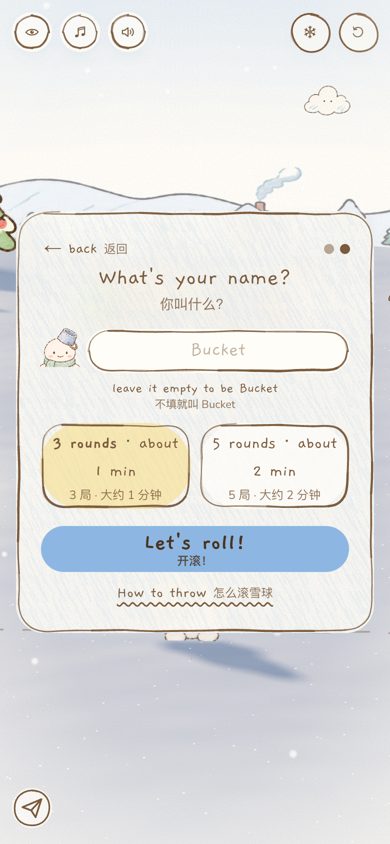 ← back 返回
What's your name?
你叫什么?
Bucket
leave it empty to be Bucket
不填就叫 Bucket
3 rounds · about
1 min
3 局 · 大约 1 分钟
5 rounds · about
2 min
5 局 · 大约 2 分钟
Let's roll!
开滚!
How to throw 怎么滚雪球